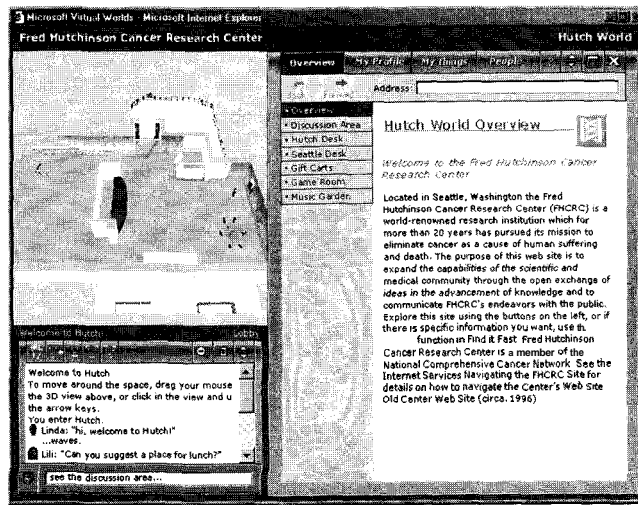 Microsoft Virtual Worlds - Microsoft Internet Explorer
Fred Hutchinson Cancer Research Center
Hutch World
Overview
My Profile
My Things
People
Address:
• Overview
• Discussion Area
• Hutch Desk
• Seattle Desk
• Gift Carts
• Game Room
• Music Garden
Hutch World Overview
Welcome to the Fred Hutchinson Cancer
Research Center
Located in Seattle, Washington the Fred
Hutchinson Cancer Research Center (FHCRC) is a
world-renowned research institution which for
more than 20 years has pursued its mission to
eliminate cancer as a cause of human suffering
and death. The purpose of this web site is to
expand the capabilities of the scientific and
medical community through the open exchange of
ideas in the advancement of knowledge and to
communicate FHCRC's endeavors with the public.
Explore this site using the buttons on the left, or if
there is specific information you want, use th
function in Find it Fast Fred Hutchinson
Cancer Research Center is a member of the
National Comprehensive Cancer Network See the
Internet Services Navigating the FHCRC Site for
details on how to navigate the Center's Web Site
Old Center Web Site (circa. 1996)
Welcome to Hutch
Lobby
Welcome to Hutch
To move around the space, drag your mouse
the 3D view above, or click in the view and u
the arrow keys.
You enter Hutch.
Linda: "hi, welcome to Hutch!"
...waves.
Lili: "Can you suggest a place for lunch?"
see the discussion area...